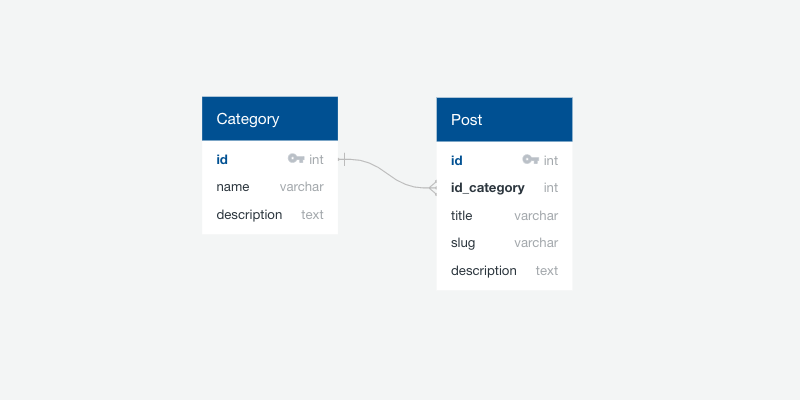 Category
id int
name varchar
description text
Post
id int
id_category int
title varchar
slug varchar
description text